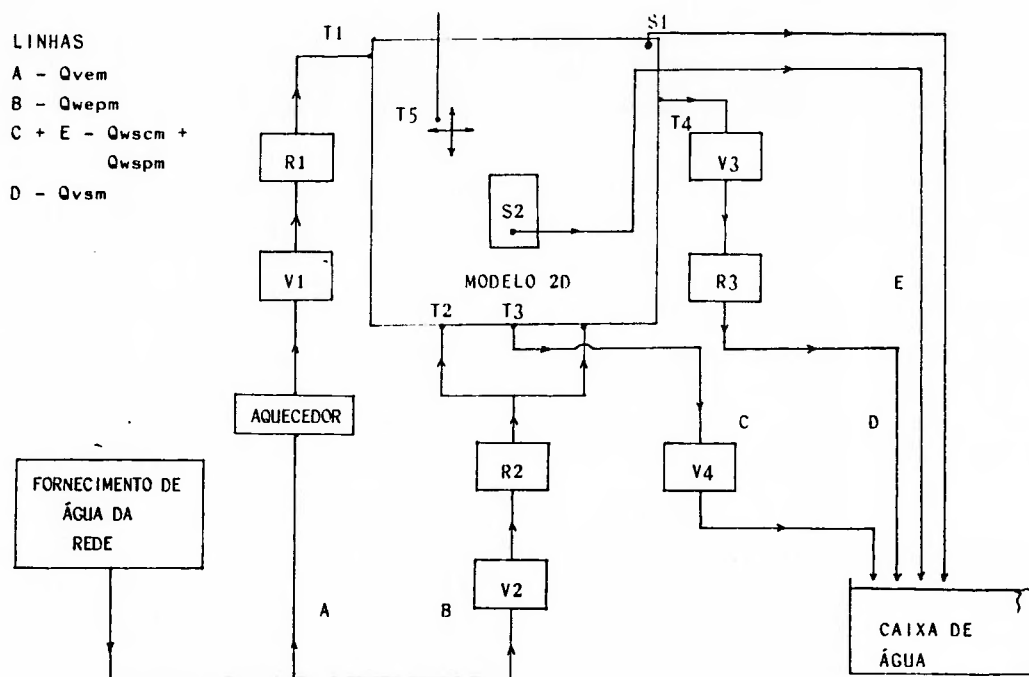 LINHAS
A - Qvem
B - Qwepm
C + E - Qwscm +
Qwspm
D - Qvsm
T1
S1
T5
T4
R1
V3
S2
V1
R3
E
MODELO 2D
T2
T3
AQUECEDOR
C
D
R2
V4
FORNECIMENTO DE
ÁGUA DA
REDE
V2
A
B
CAIXA DE
ÁGUA